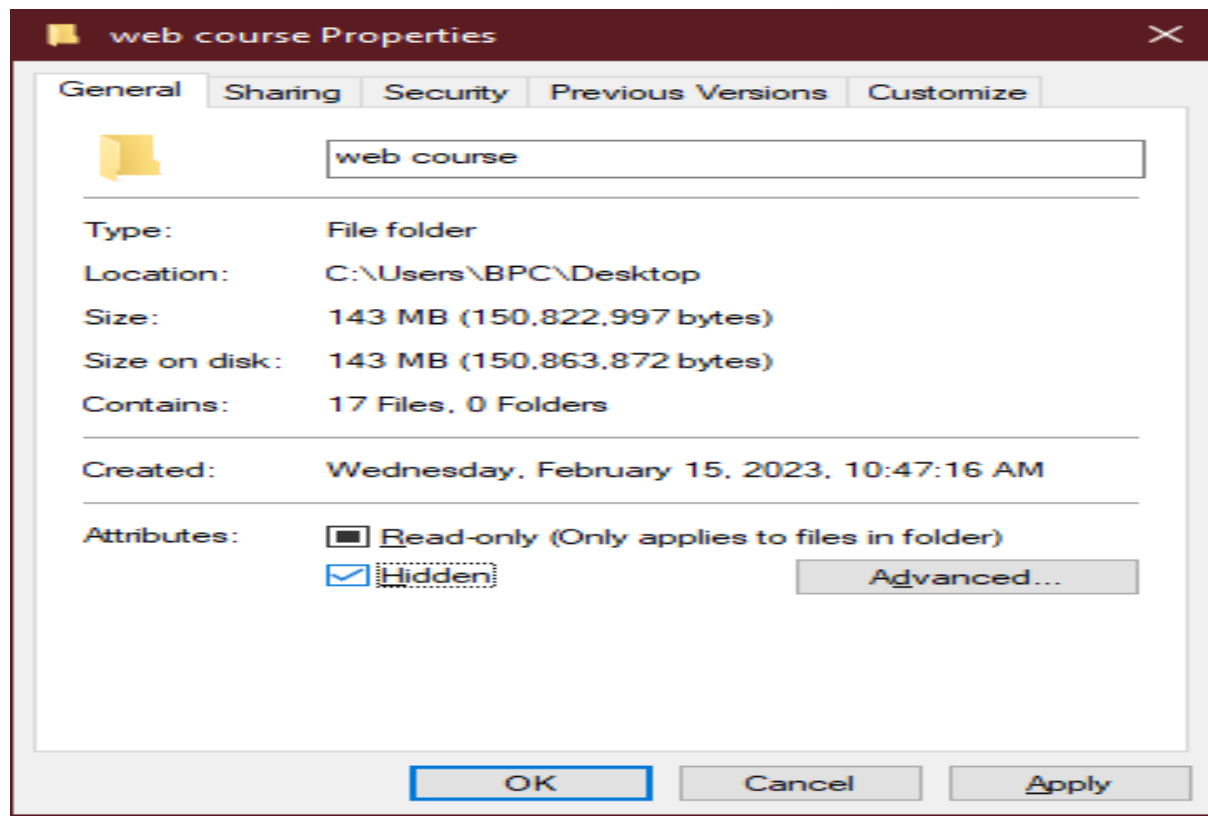 web course Properties
General Sharing Security Previous Versions Customize
web course
Type: File folder
Location: C:\Users\BPC\Desktop
Size: 143 MB (150,822,997 bytes)
Size on disk: 143 MB (150,863,872 bytes)
Contains: 17 Files, 0 Folders
Created: Wednesday, February 15, 2023, 10:47:16 AM
Attributes: Read-only (Only applies to files in folder)
Hidden Advanced...
OK Cancel Apply